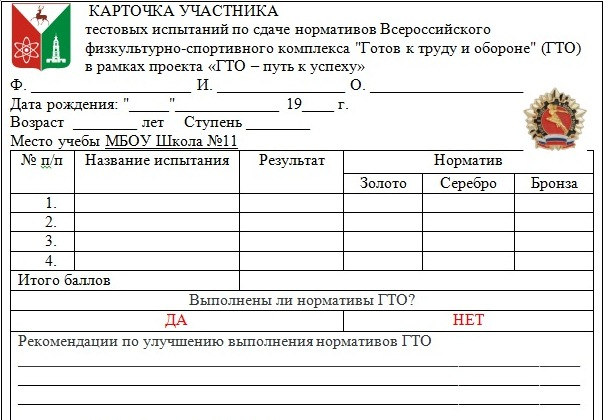 КАРТОЧКА УЧАСТНИКА
тестовых испытаний по сдаче нормативов Всероссийского
физкультурно-спортивного комплекса "Готов к труду и обороне" (ГТО)
в рамках проекта «ГТО – путь к успеху»
Ф. ________________ И. ______________ О. ________________
Дата рождения: "_____"_____________ 19____ г.
Возраст ________ лет Ступень ________
Место учебы МБОУ Школа №11
№ п/п Название испытания Результат Норматив
Золото Серебро Бронза
1.
2.
3.
4.
Итого баллов
Выполнены ли нормативы ГТО?
ДА НЕТ
Рекомендации по улучшению выполнения нормативов ГТО